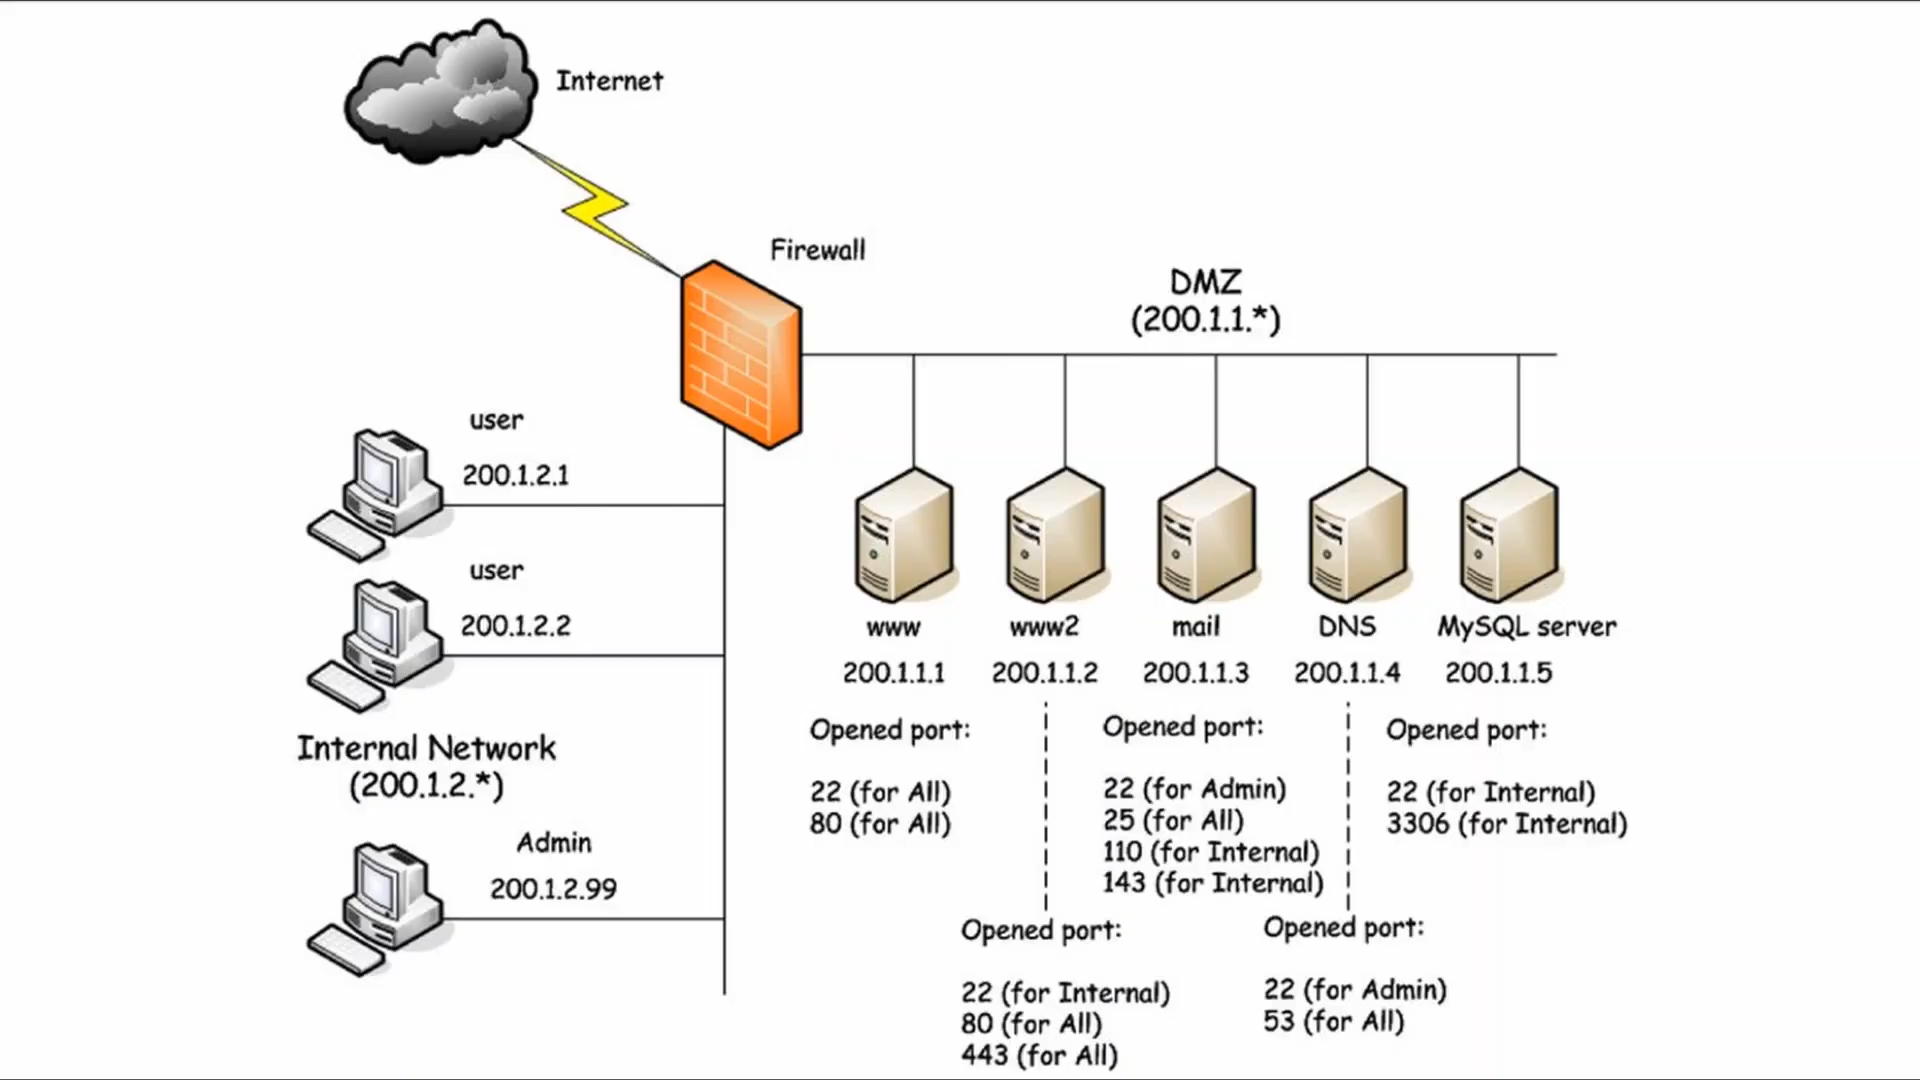 Internet
Firewall
DMZ
(200.1.1.*)
user
200.1.2.1
user
200.1.2.2
Internal Network
(200.1.2.*)
Admin
200.1.2.99
www
200.1.1.1
Opened port:
22 (for All)
80 (for All)
www2
200.1.1.2
Opened port:
22 (for Internal)
80 (for All)
443 (for All)
mail
200.1.1.3
Opened port:
22 (for Admin)
25 (for All)
110 (for Internal)
143 (for Internal)
DNS
200.1.1.4
Opened port:
22 (for Admin)
53 (for All)
MySQL server
200.1.1.5
Opened port:
22 (for Internal)
3306 (for Internal)